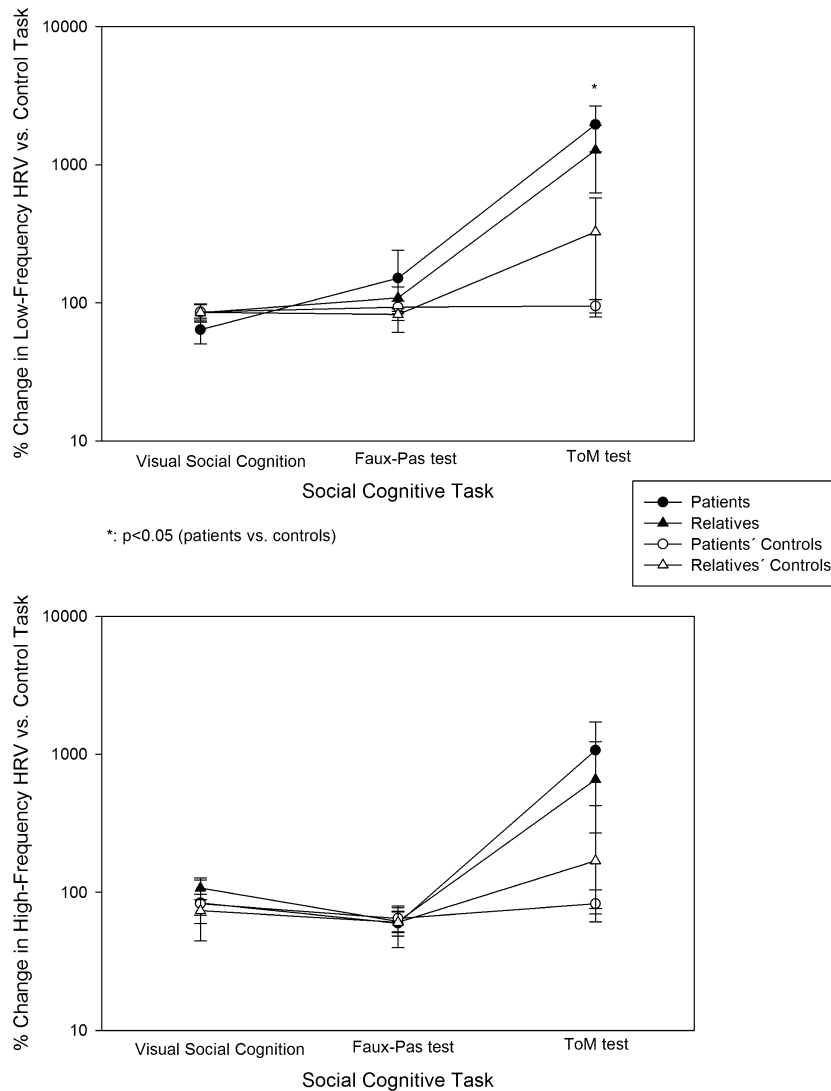 % Change in Low-Frequency HRV vs. Control Task
10000
1000
100
10
*
Visual Social Cognition
Faux-Pas test
ToM test
Social Cognitive Task
*: p<0.05 (patients vs. controls)
Patients
Relatives
Patients´ Controls
Relatives´ Controls
% Change in High-Frequency HRV vs. Control Task
10000
1000
100
10
Visual Social Cognition
Faux-Pas test
ToM test
Social Cognitive Task